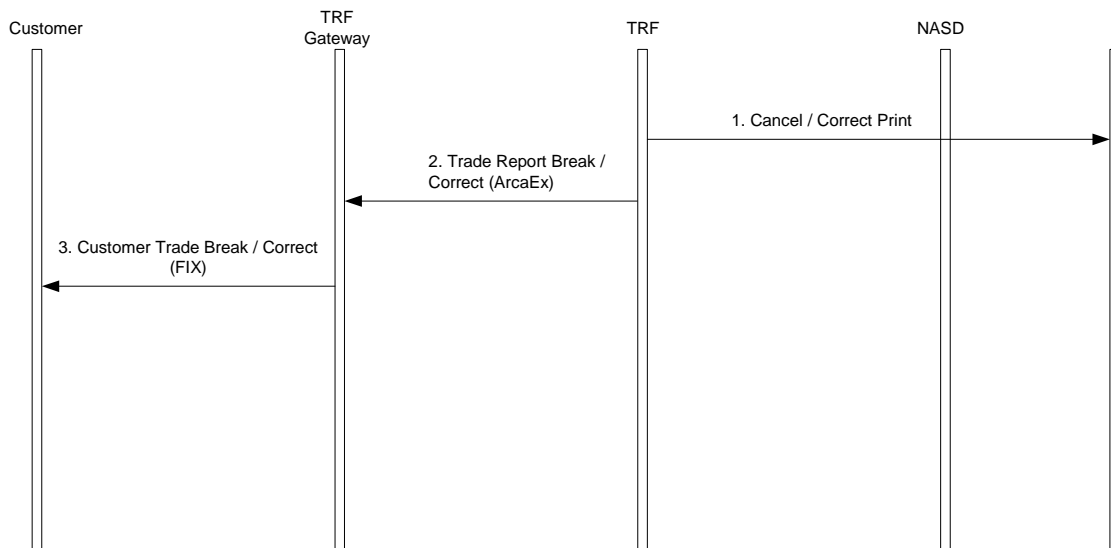 Customer
TRF
Gateway
TRF
NASD
1. Cancel / Correct Print
2. Trade Report Break /
Correct (ArcaEx)
3. Customer Trade Break / Correct
(FIX)